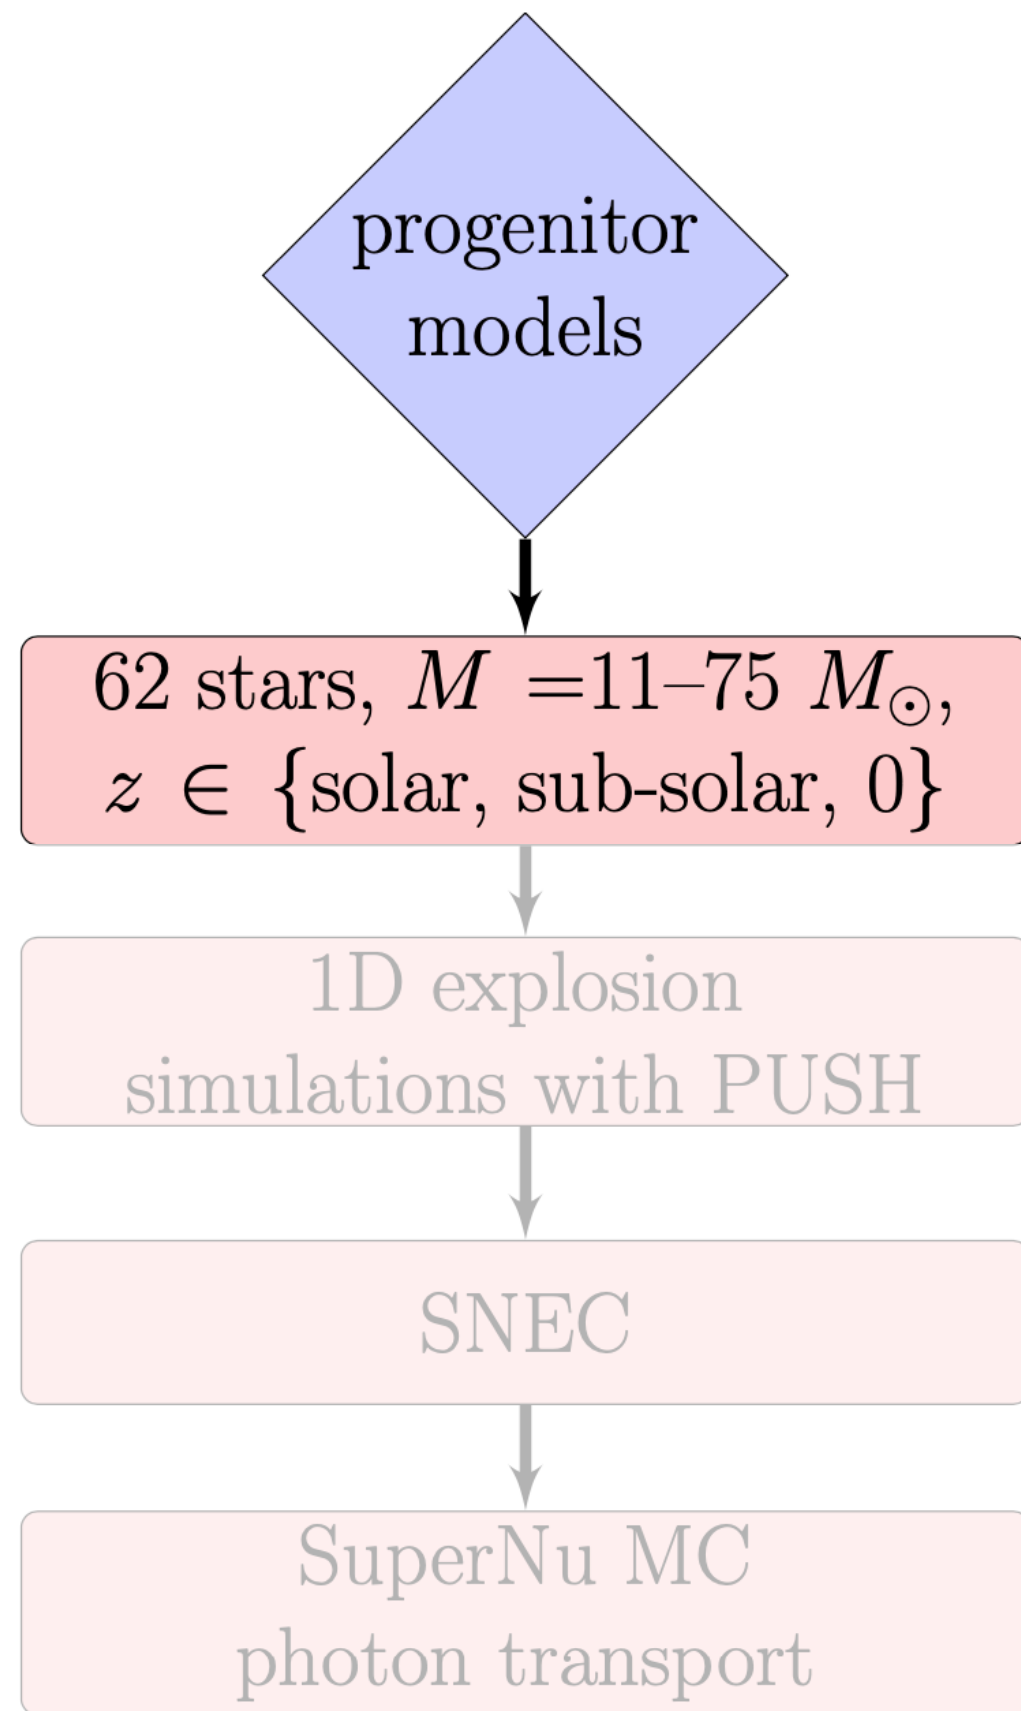 progenitor
models
62 stars, M =11–75 M⊙,
z ∈ {solar, sub-solar, 0}
1D explosion
simulations with PUSH
SNEC
SuperNu MC
photon transport